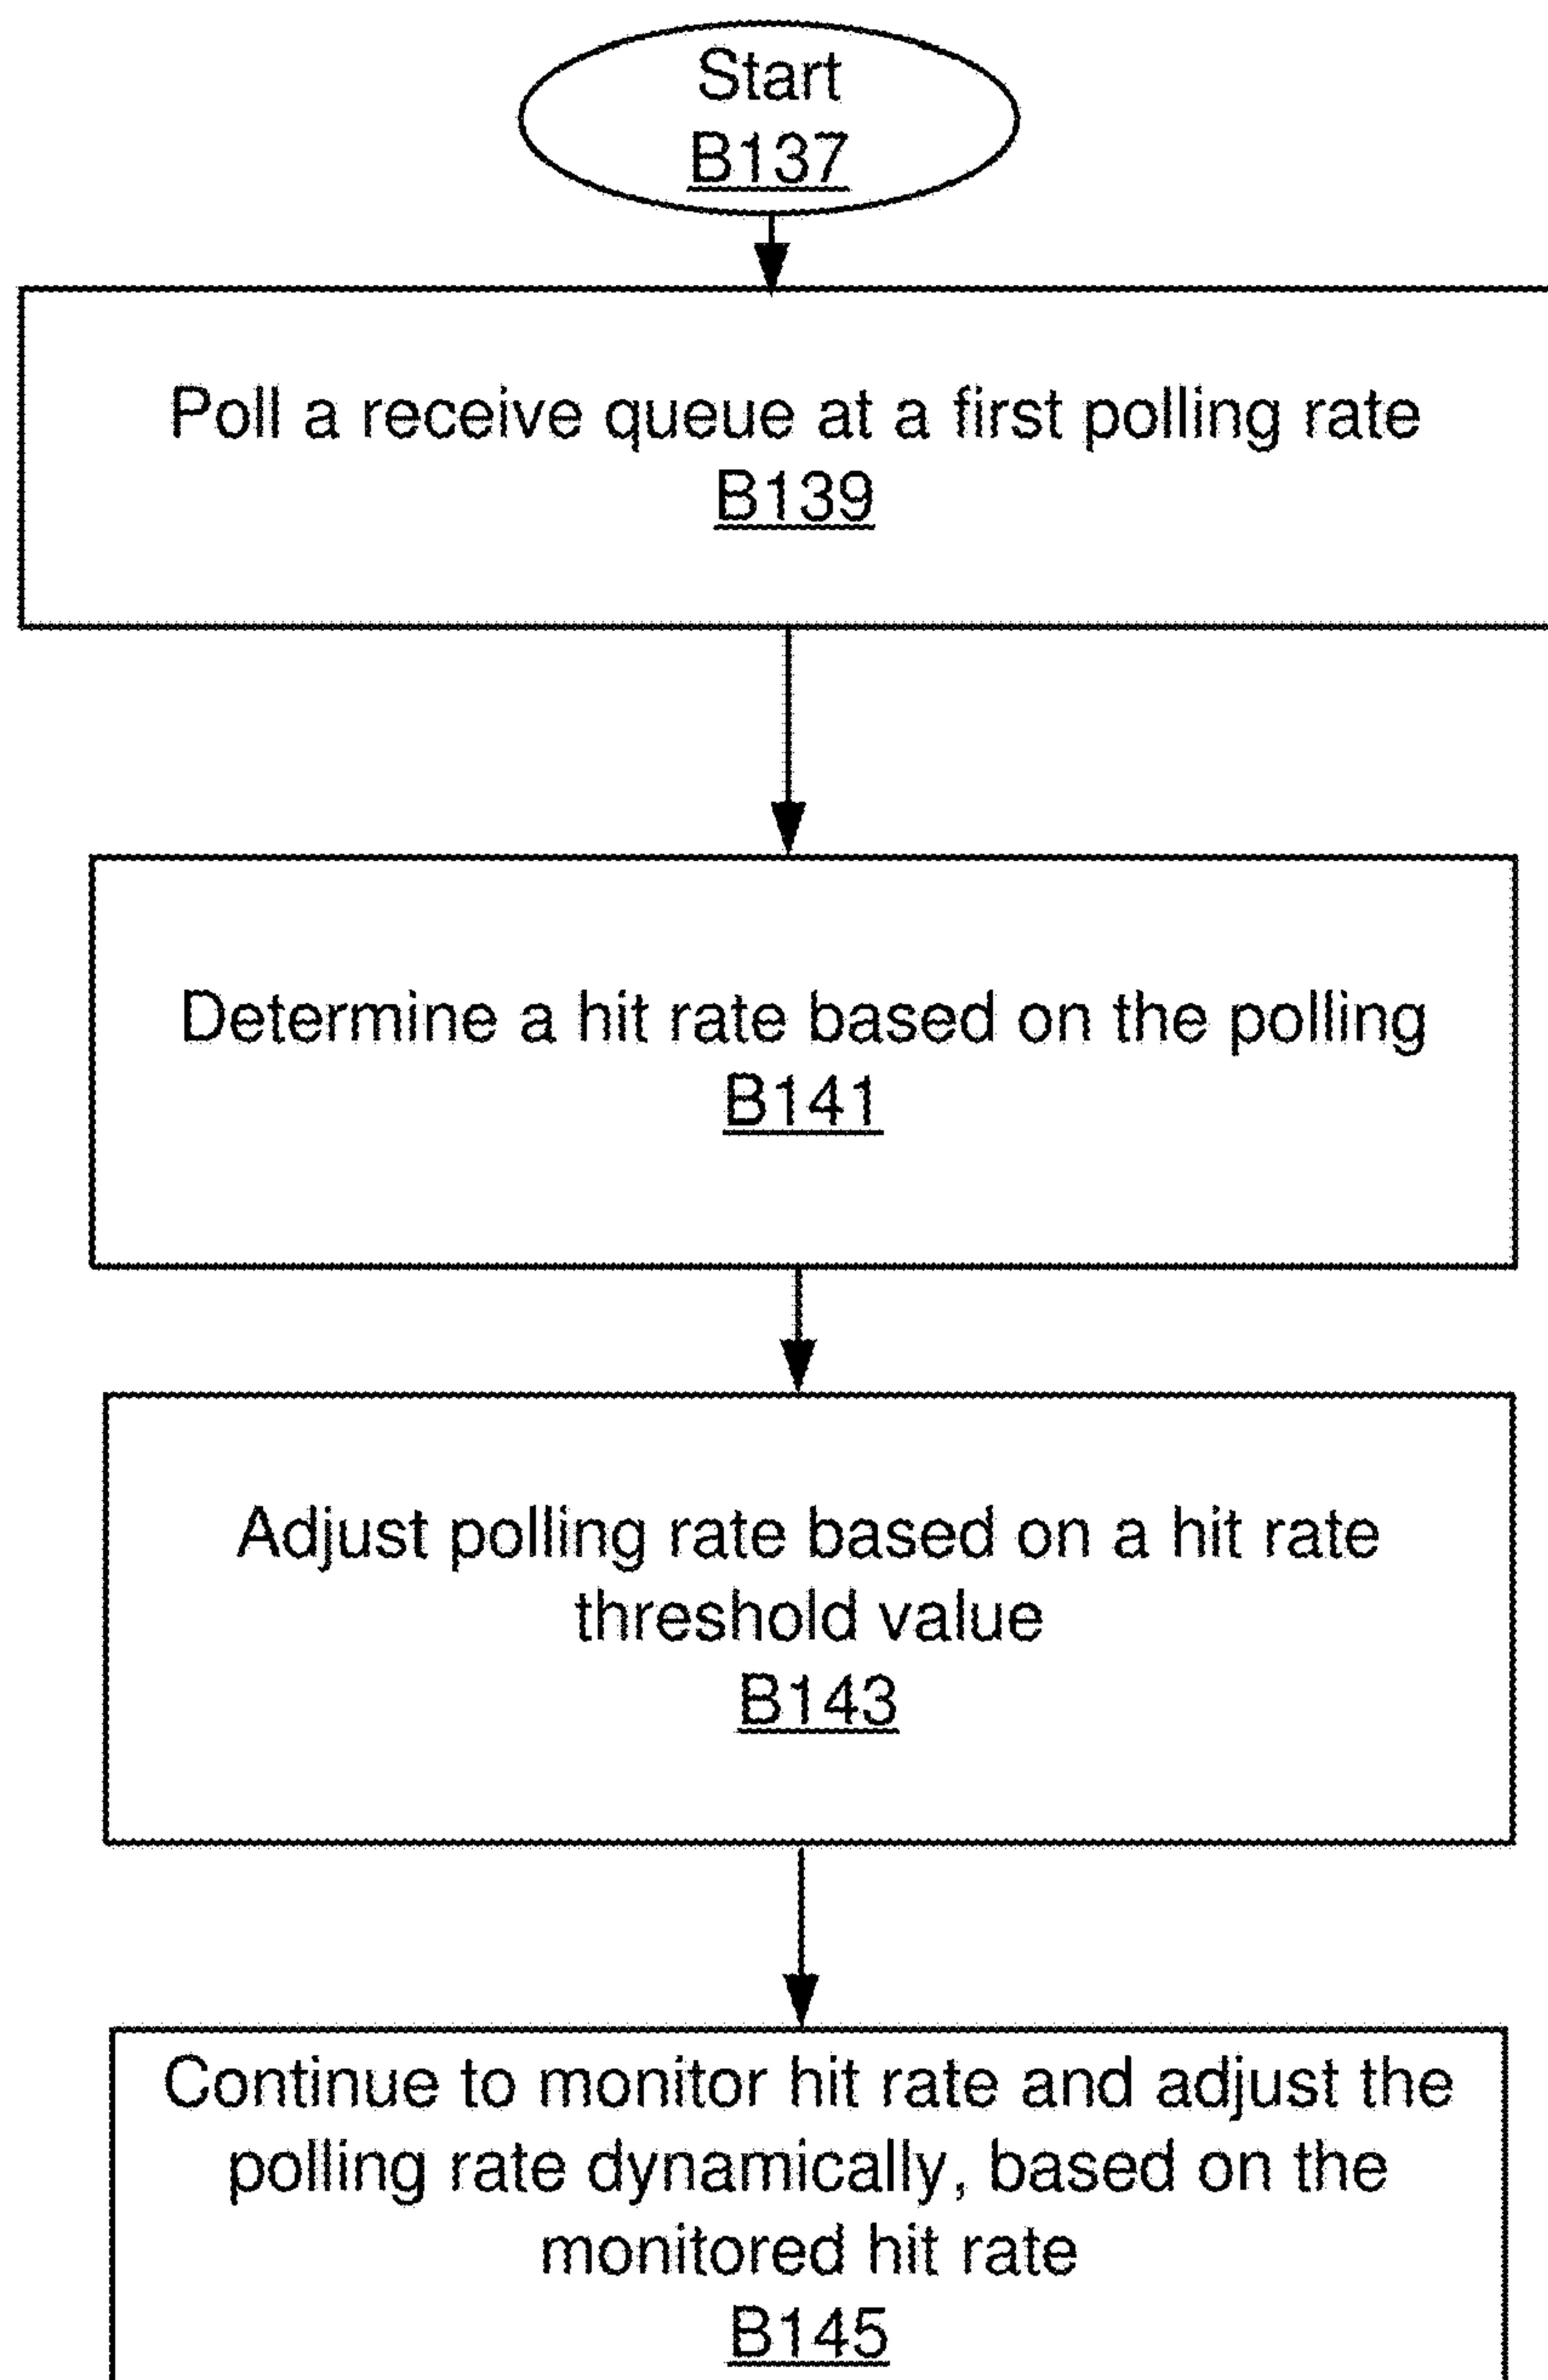 Start
B137
Poll a receive queue at a first polling rate
B139
Determine a hit rate based on the polling
B141
Adjust polling rate based on a hit rate
threshold value
B143
Continue to monitor hit rate and adjust the
polling rate dynamically, based on the
monitored hit rate
B145